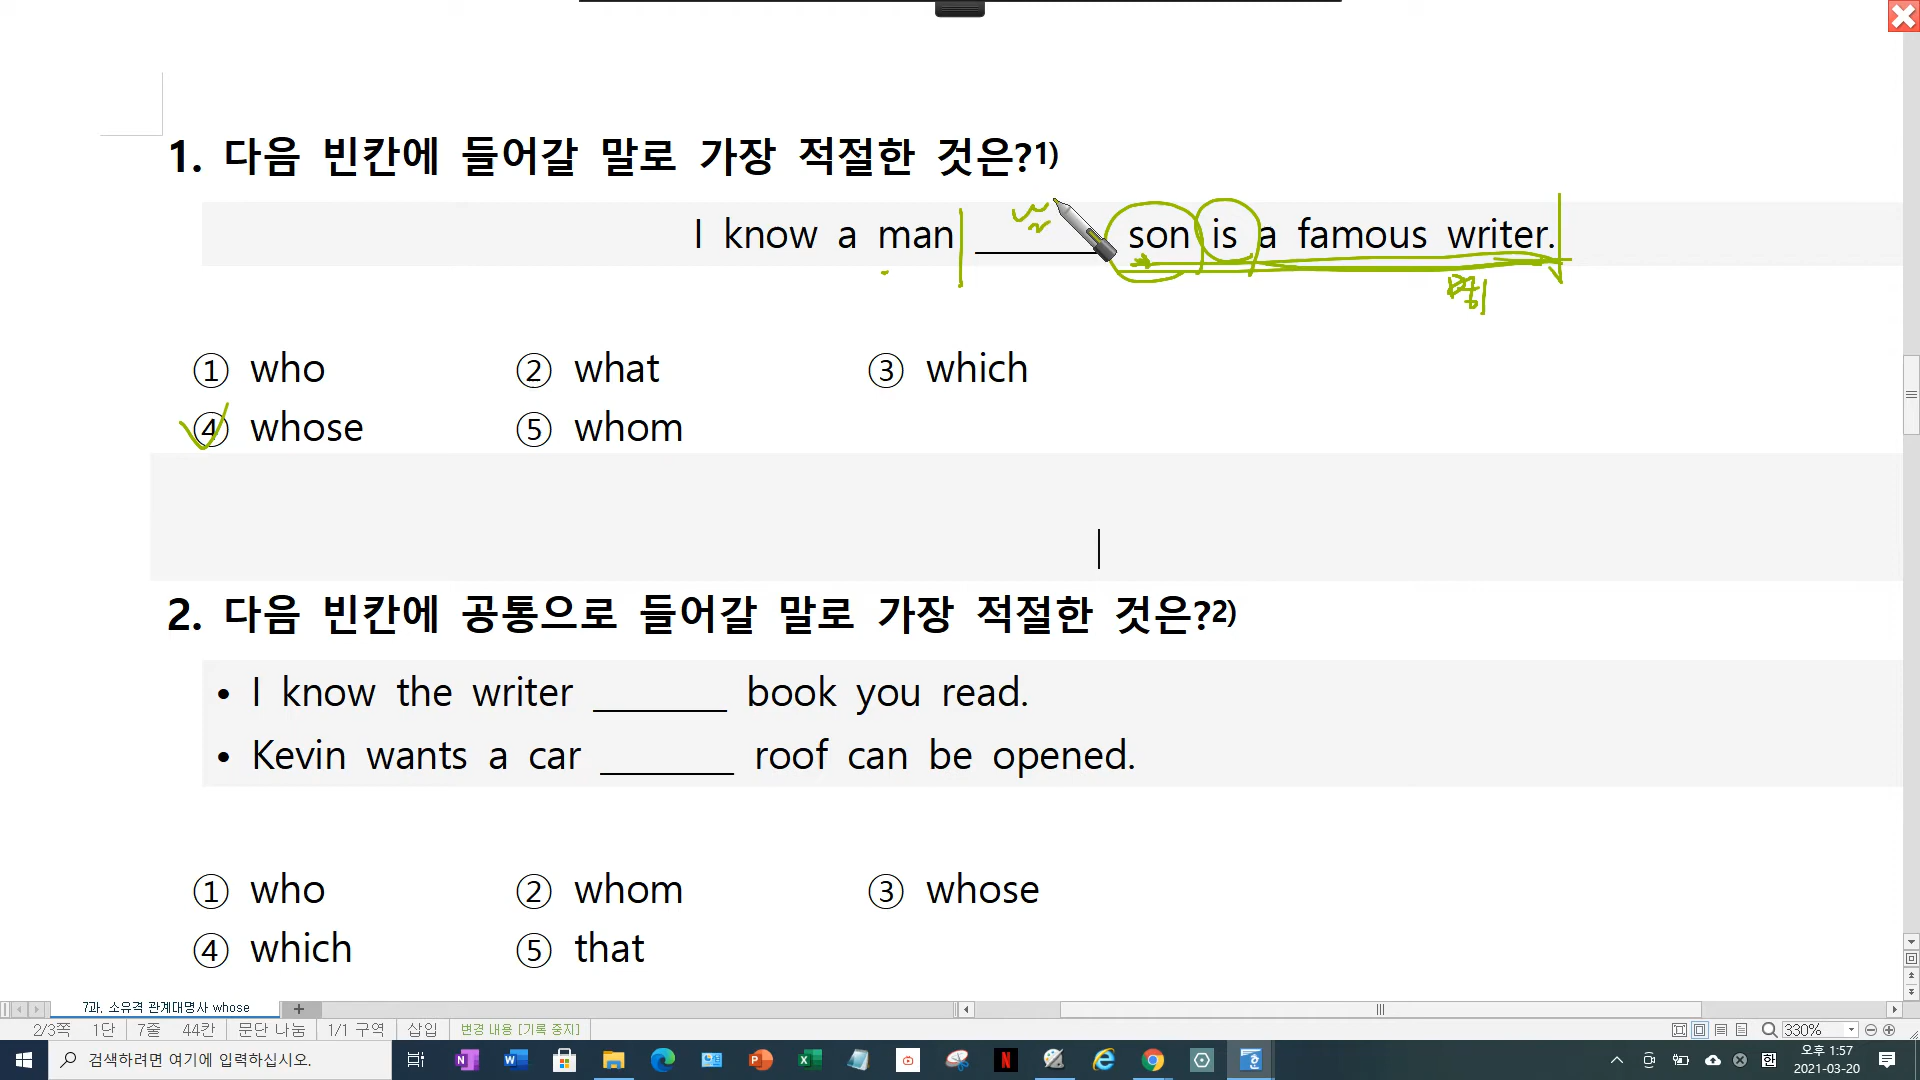 1. 다음 빈칸에 들어갈 말로 가장 적절한 것은?1)
I know a man ______ son is a famous writer.
① who ② what ③ which
④ whose ⑤ whom
2. 다음 빈칸에 공통으로 들어갈 말로 가장 적절한 것은?2)
• I know the writer ______ book you read.
• Kevin wants a car ______ roof can be opened.
① who ② whom ③ whose
④ which ⑤ that
7과. 소유격 관계대명사 whose
2/3쪽 1단 7줄 44칸 문단 나눔 1/1 구역 삽입 변경 내용 [기록 중지] 330%
검색하려면 여기에 입력하십시오.
오후 1:57
2021-03-20